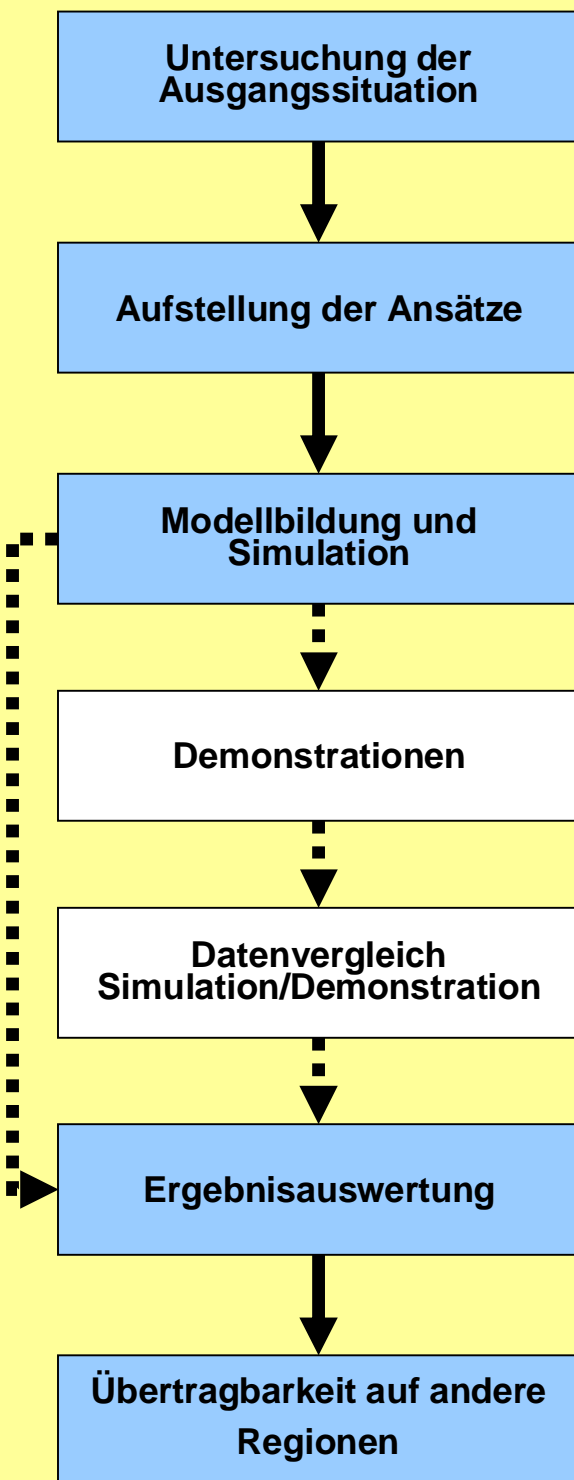 Untersuchung der
Ausgangssituation
Aufstellung der Ansätze
Modellbildung und
Simulation
Demonstrationen
Datenvergleich
Simulation/Demonstration
Ergebnisauswertung
Übertragbarkeit auf andere
Regionen